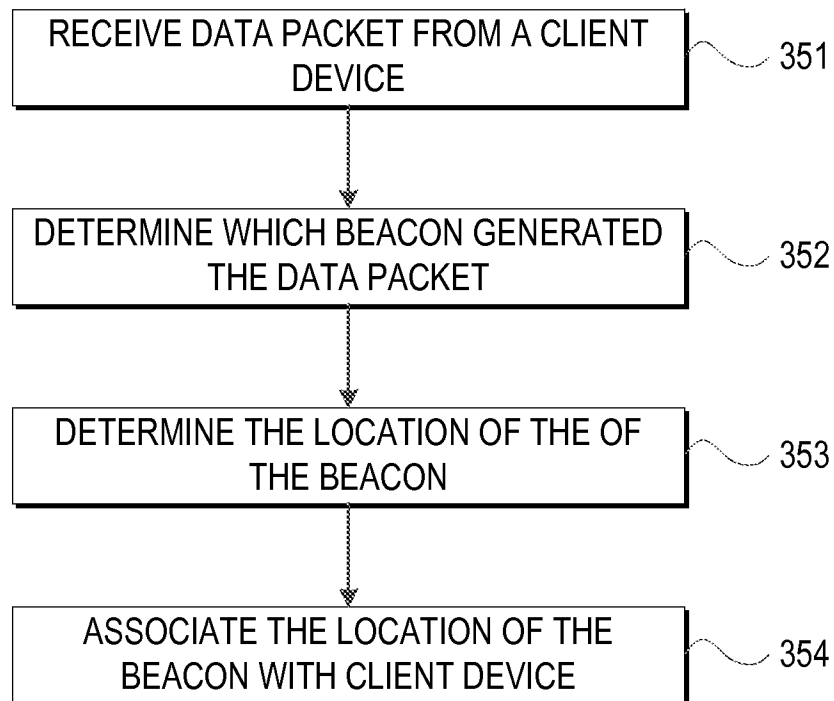 RECEIVE DATA PACKET FROM A CLIENT
DEVICE
351
DETERMINE WHICH BEACON GENERATED
THE DATA PACKET
352
DETERMINE THE LOCATION OF THE OF
THE BEACON
353
ASSOCIATE THE LOCATION OF THE
BEACON WITH CLIENT DEVICE
354